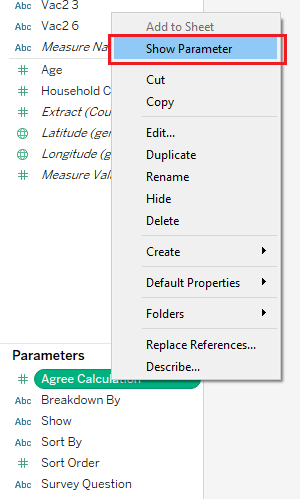 Abc Vac2 3
Abc Vac2 6
Abc Measure Na
# Age
# Household C
# Extract (Cou
Latitude (gen
Longitude (g
# Measure Valu
Add to Sheet
Show Parameter
Cut
Copy
Edit...
Duplicate
Rename
Hide
Delete
Create
Default Properties
Folders
Replace References...
Describe...
Parameters
# Agree Calculation
Abc Breakdown By
Abc Show
Abc Sort By
# Sort Order
Abc Survey Question